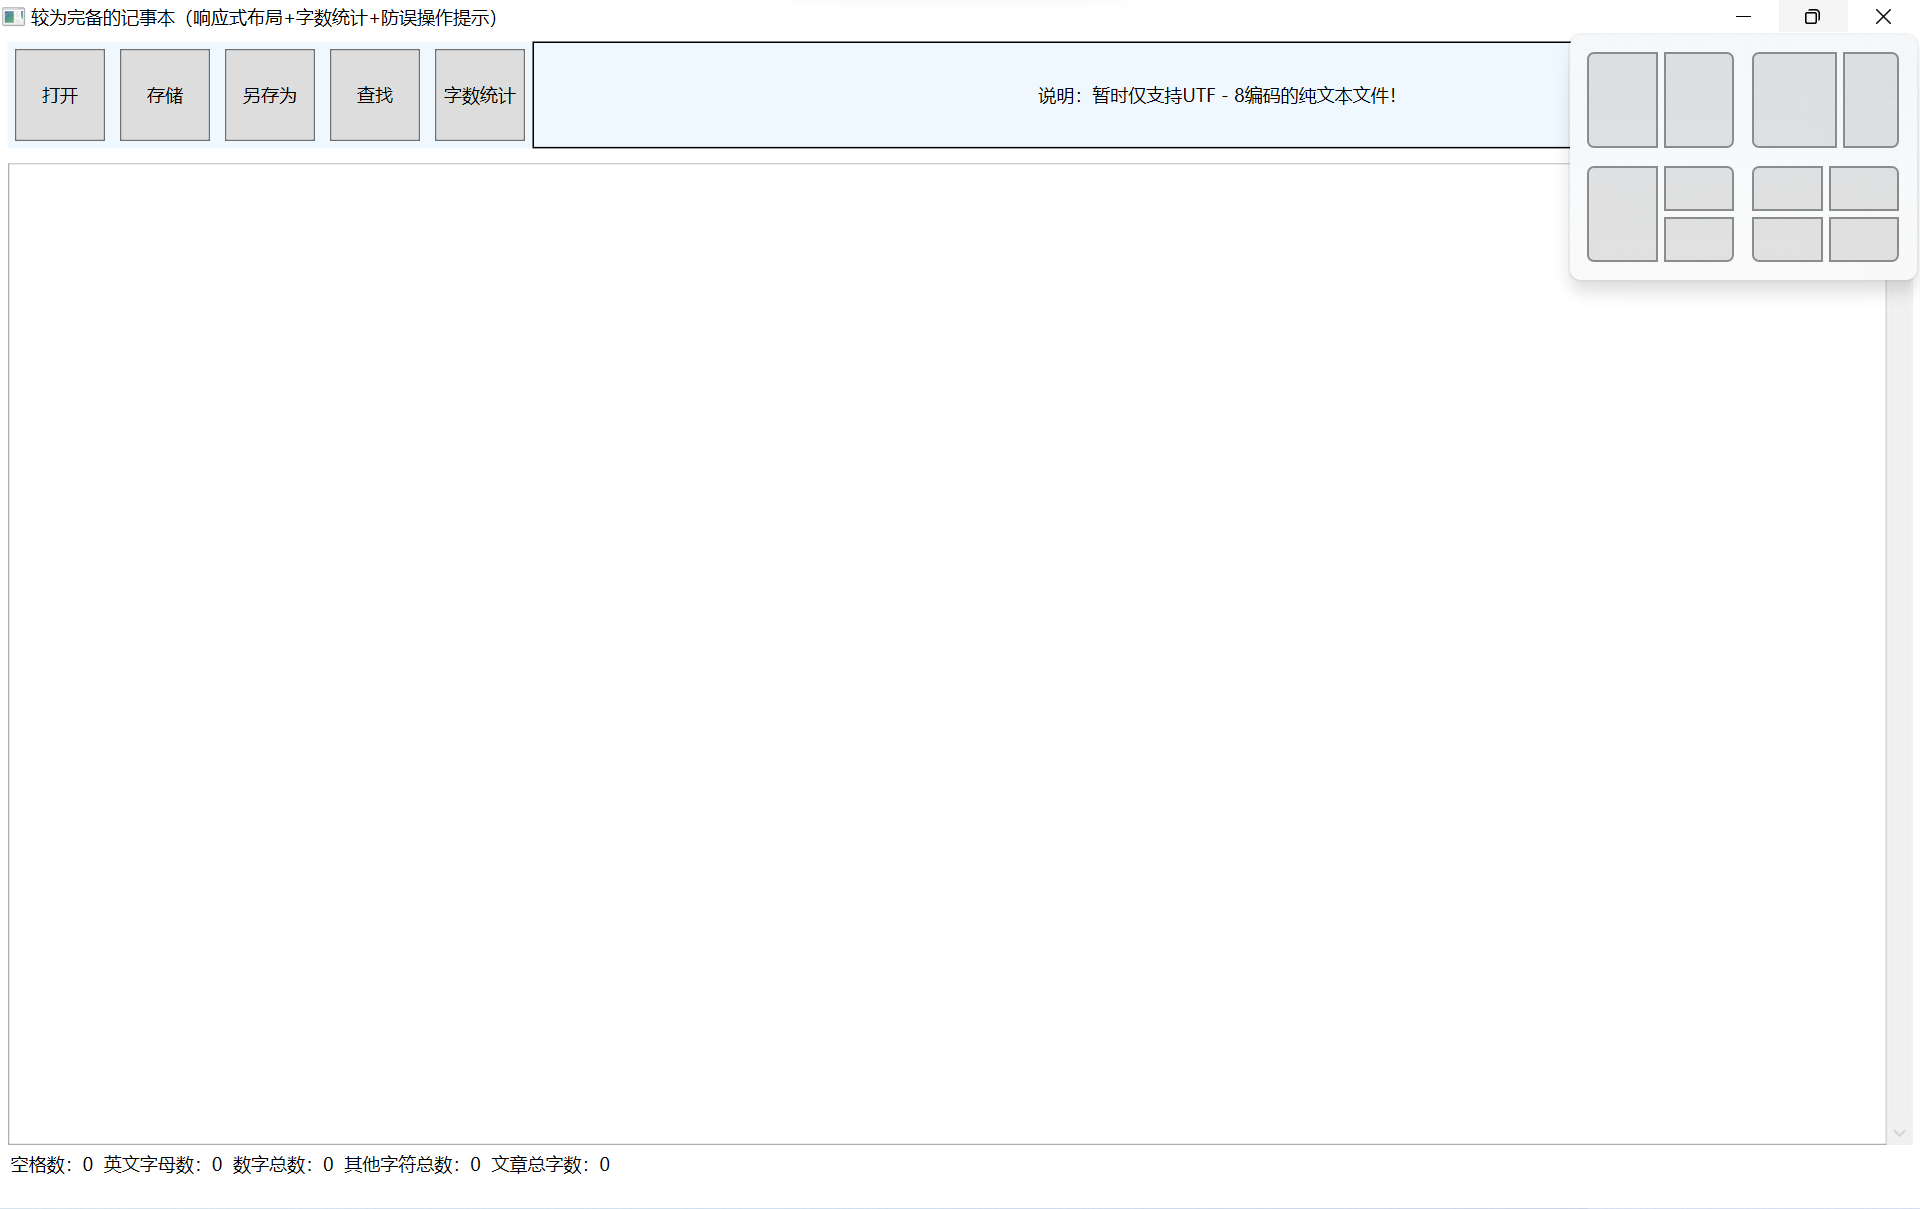 较为完备的记事本（响应式布局+字数统计+防误操作提示）
打开 存储 另存为 查找 字数统计 说明：暂时仅支持UTF - 8编码的纯文本文件！
空格数：0 英文字母数：0 数字总数：0 其他字符总数：0 文章总字数：0